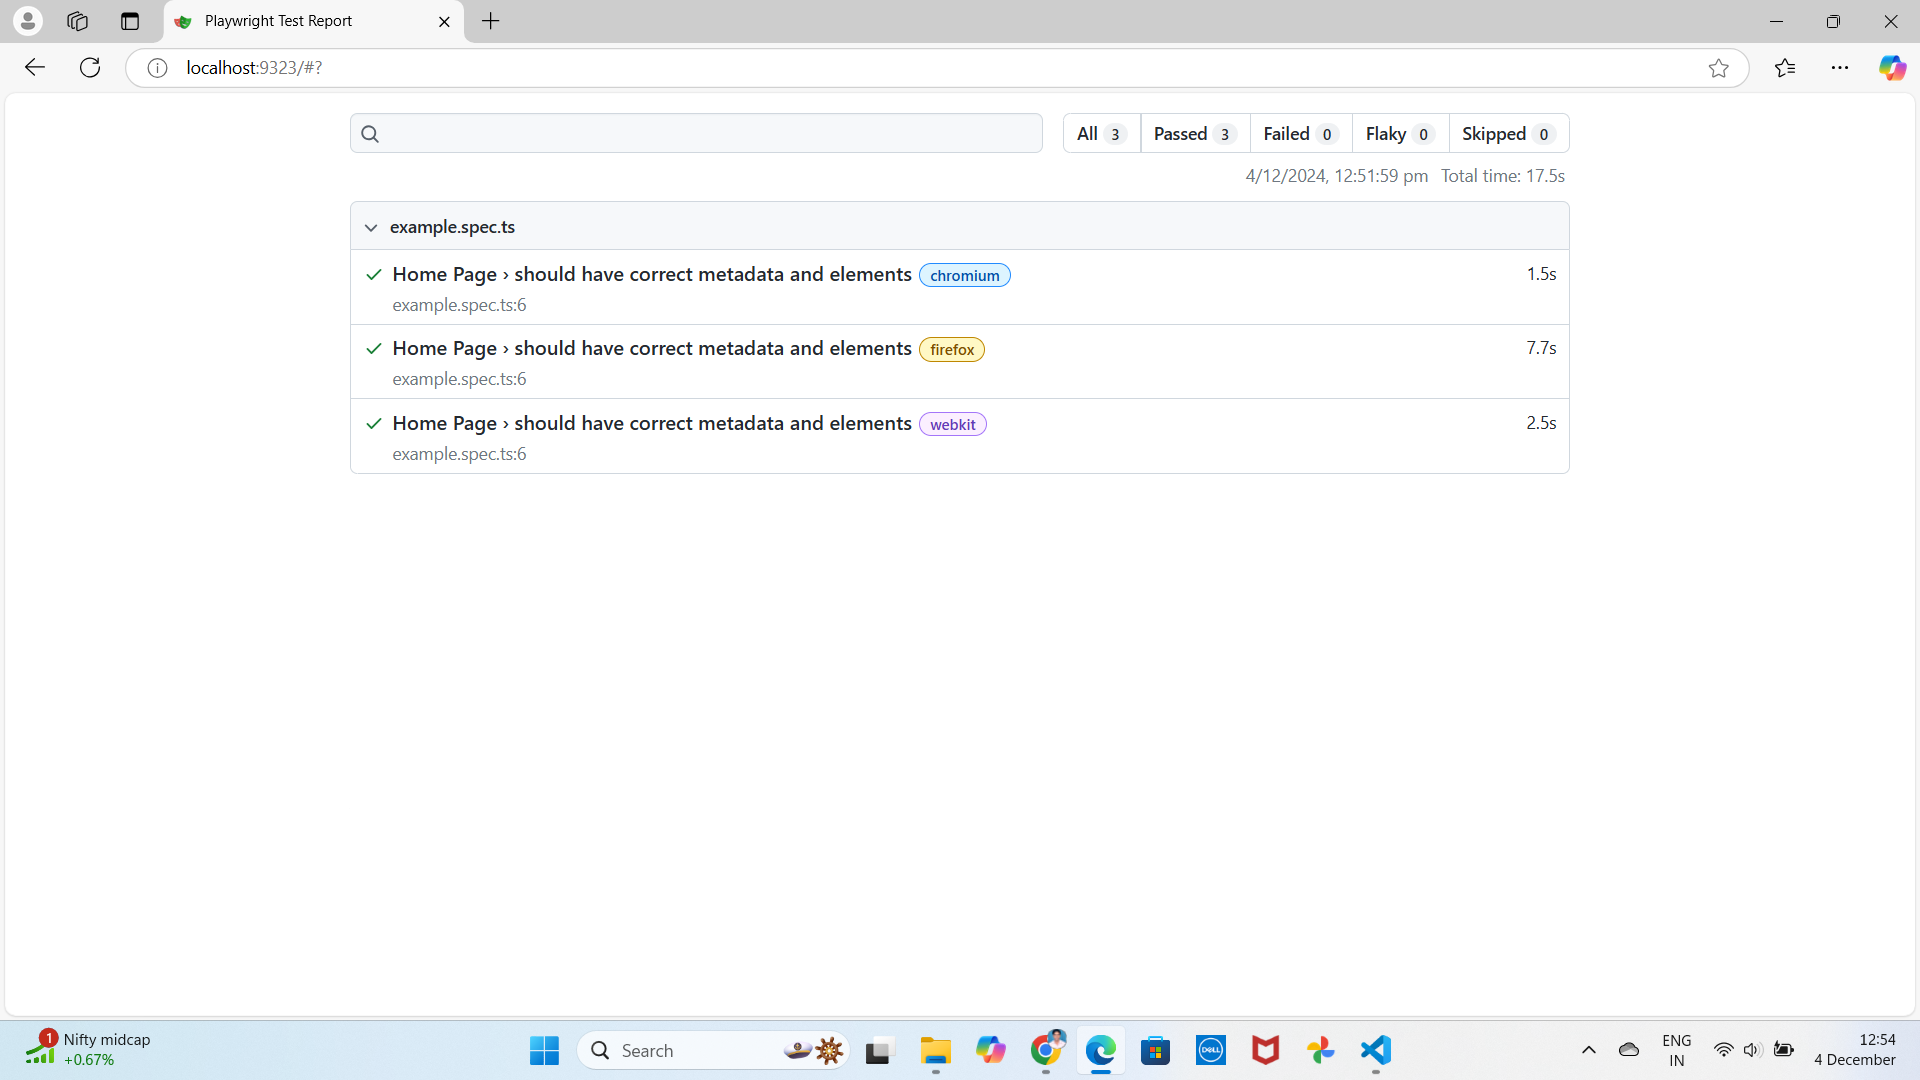 Playwright Test Report
localhost:9323/#?
All 3 Passed 3 Failed 0 Flaky 0 Skipped 0
4/12/2024, 12:51:59 pm Total time: 17.5s
example.spec.ts
Home Page › should have correct metadata and elements chromium 1.5s
example.spec.ts:6
Home Page › should have correct metadata and elements firefox 7.7s
example.spec.ts:6
Home Page › should have correct metadata and elements webkit 2.5s
example.spec.ts:6
1 Nifty midcap
+0.67%
Search
DELL
ENG
IN
12:54
4 December